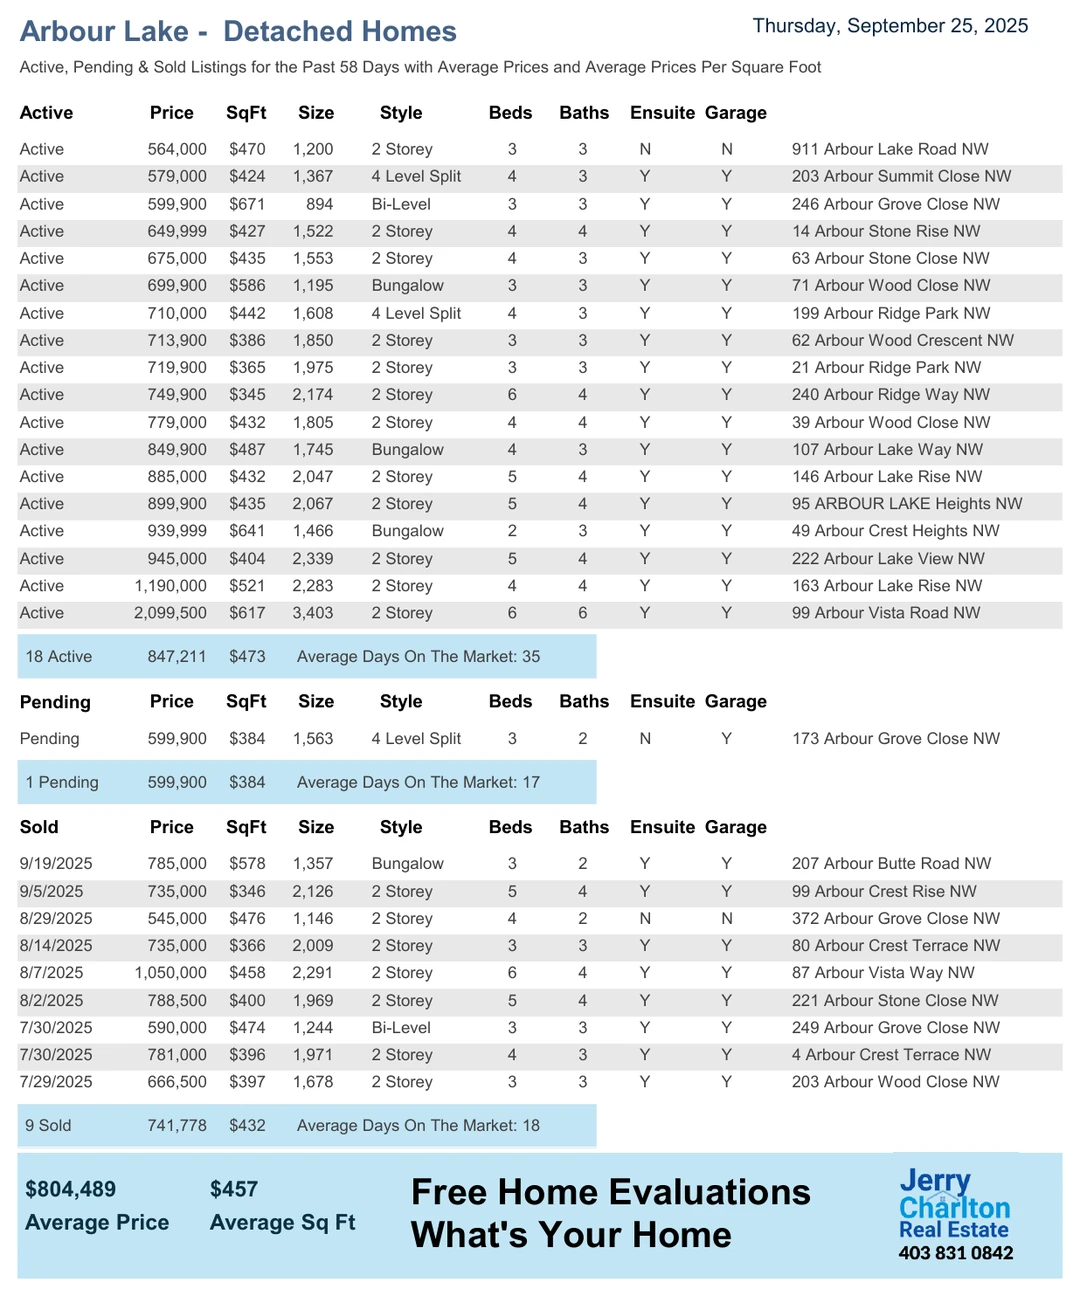 Arbour Lake - Detached Homes
Thursday, September 25, 2025
Active, Pending & Sold Listings for the Past 58 Days with Average Prices and Average Prices Per Square Foot
Active Price SqFt Size Style Beds Baths Ensuite Garage
Active 564,000 $470 1,200 2 Storey 3 3 N N 911 Arbour Lake Road NW
Active 579,000 $424 1,367 4 Level Split 4 3 Y Y 203 Arbour Summit Close NW
Active 599,900 $671 894 Bi-Level 3 3 Y Y 246 Arbour Grove Close NW
Active 649,999 $427 1,522 2 Storey 4 4 Y Y 14 Arbour Stone Rise NW
Active 675,000 $435 1,553 2 Storey 4 3 Y Y 63 Arbour Stone Close NW
Active 699,900 $586 1,195 Bungalow 3 3 Y Y 71 Arbour Wood Close NW
Active 710,000 $442 1,608 4 Level Split 4 3 Y Y 199 Arbour Ridge Park NW
Active 713,900 $386 1,850 2 Storey 3 3 Y Y 62 Arbour Wood Crescent NW
Active 719,900 $365 1,975 2 Storey 3 3 Y Y 21 Arbour Ridge Park NW
Active 749,900 $345 2,174 2 Storey 6 4 Y Y 240 Arbour Ridge Way NW
Active 779,000 $432 1,805 2 Storey 4 4 Y Y 39 Arbour Wood Close NW
Active 849,900 $487 1,745 Bungalow 4 3 Y Y 107 Arbour Lake Way NW
Active 885,000 $432 2,047 2 Storey 5 4 Y Y 146 Arbour Lake Rise NW
Active 899,900 $435 2,067 2 Storey 5 4 Y Y 95 ARBOUR LAKE Heights NW
Active 939,999 $641 1,466 Bungalow 2 3 Y Y 49 Arbour Crest Heights NW
Active 945,000 $404 2,339 2 Storey 5 4 Y Y 222 Arbour Lake View NW
Active 1,190,000 $521 2,283 2 Storey 4 4 Y Y 163 Arbour Lake Rise NW
Active 2,099,500 $617 3,403 2 Storey 6 6 Y Y 99 Arbour Vista Road NW
18 Active 847,211 $473 Average Days On The Market: 35
Pending Price SqFt Size Style Beds Baths Ensuite Garage
Pending 599,900 $384 1,563 4 Level Split 3 2 N Y 173 Arbour Grove Close NW
1 Pending 599,900 $384 Average Days On The Market: 17
Sold Price SqFt Size Style Beds Baths Ensuite Garage
9/19/2025 785,000 $578 1,357 Bungalow 3 2 Y Y 207 Arbour Butte Road NW
9/5/2025 735,000 $346 2,126 2 Storey 5 4 Y Y 99 Arbour Crest Rise NW
8/29/2025 545,000 $476 1,146 2 Storey 4 2 N N 372 Arbour Grove Close NW
8/14/2025 735,000 $366 2,009 2 Storey 3 3 Y Y 80 Arbour Crest Terrace NW
8/7/2025 1,050,000 $458 2,291 2 Storey 6 4 Y Y 87 Arbour Vista Way NW
8/2/2025 788,500 $400 1,969 2 Storey 5 4 Y Y 221 Arbour Stone Close NW
7/30/2025 590,000 $474 1,244 Bi-Level 3 3 Y Y 249 Arbour Grove Close NW
7/30/2025 781,000 $396 1,971 2 Storey 4 3 Y Y 4 Arbour Crest Terrace NW
7/29/2025 666,500 $397 1,678 2 Storey 3 3 Y Y 203 Arbour Wood Close NW
9 Sold 741,778 $432 Average Days On The Market: 18
$804,489 $457
Average Price Average Sq Ft
Free Home Evaluations
What's Your Home
Jerry
Charlton
Real Estate
403 831 0842